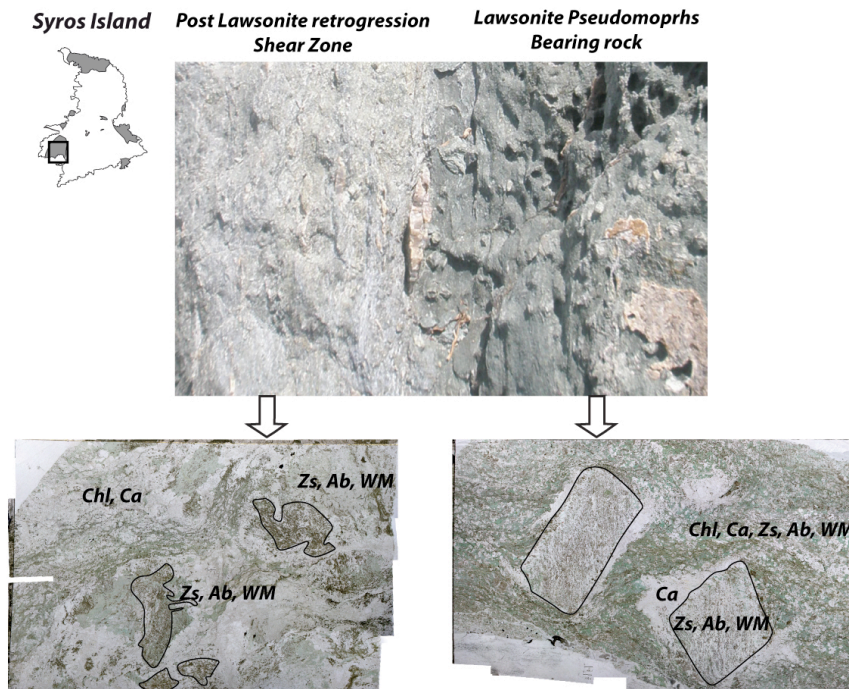 Syros Island
Post Lawsonite retrogression
Shear Zone
Lawsonite Pseudomoprhs
Bearing rock
Chl, Ca
Zs, Ab, WM
Zs, Ab, WM
Chl, Ca, Zs, Ab, WM
Ca
Zs, Ab, WM